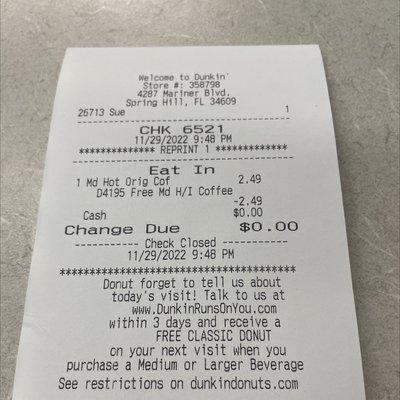 Welcome to Dunkin'
Store #: 358798
4287 Mariner Blvd.
Spring Hill, FL 34609
26713 Sue 1
CHK 6521
11/29/2022 9:48 PM
************** REPRINT 1 *************
Eat In
1 Md Hot Orig Cof 2.49
D4195 Free Md H/I Coffee
-2.49
Cash $0.00
Change Due $0.00
----------- Check Closed -----------
11/29/2022 9:48 PM
****************************************
Donut forget to tell us about
today's visit! Talk to us at
www.DunkinRunsOnYou.com
within 3 days and receive a
FREE CLASSIC DONUT
on your next visit when you
purchase a Medium or Larger Beverage
See restrictions on dunkindonuts.com